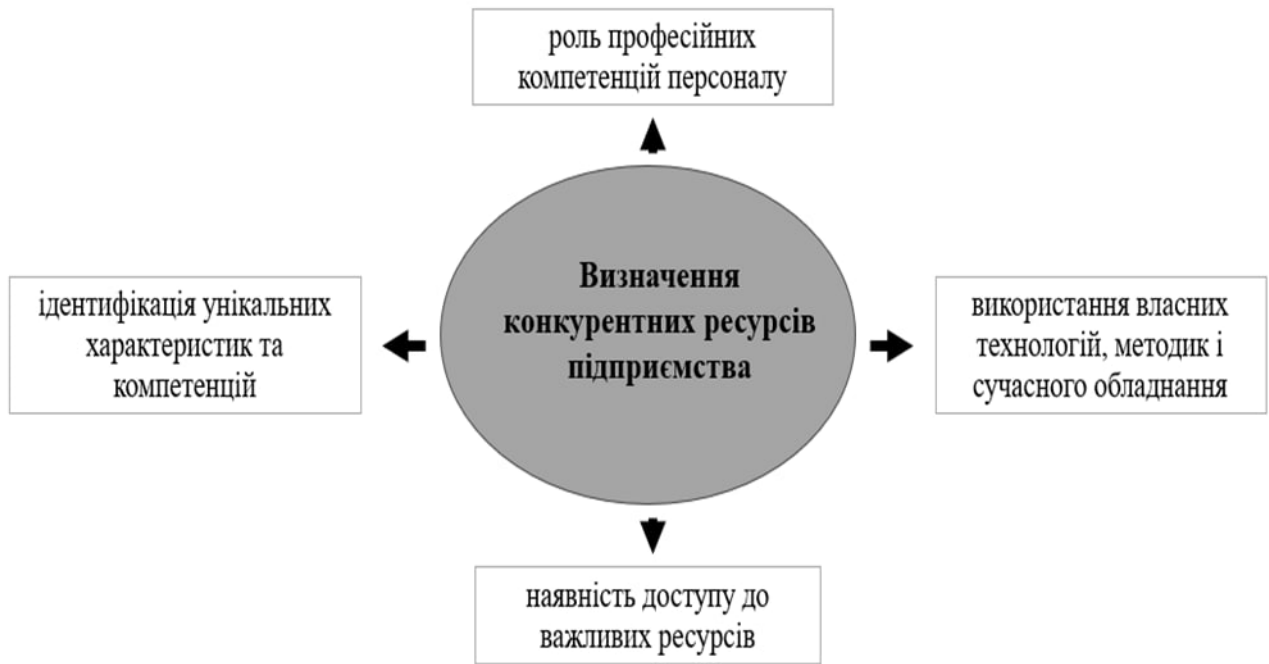 роль професійних
компетенцій персоналу
Визначення
конкурентних ресурсів
підприємства
ідентифікація унікальних
характеристик та
компетенцій
використання власних
технологій, методик і
сучасного обладнання
наявність доступу до
важливих ресурсів